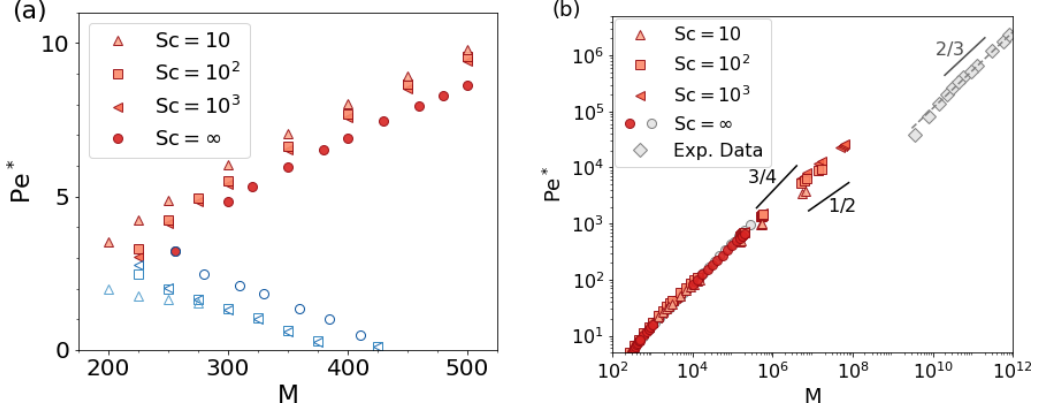 (a)
10
5
0
Pe*
200
300
400
500
M
Sc = 10
Sc = 10²
Sc = 10³
Sc = ∞
(b)
10⁶
10⁵
10⁴
10³
10²
10¹
Pe*
10²
10⁴
10⁶
10⁸
10¹⁰
10¹²
M
Sc = 10
Sc = 10²
Sc = 10³
Sc = ∞
Exp. Data
2/3
3/4
1/2